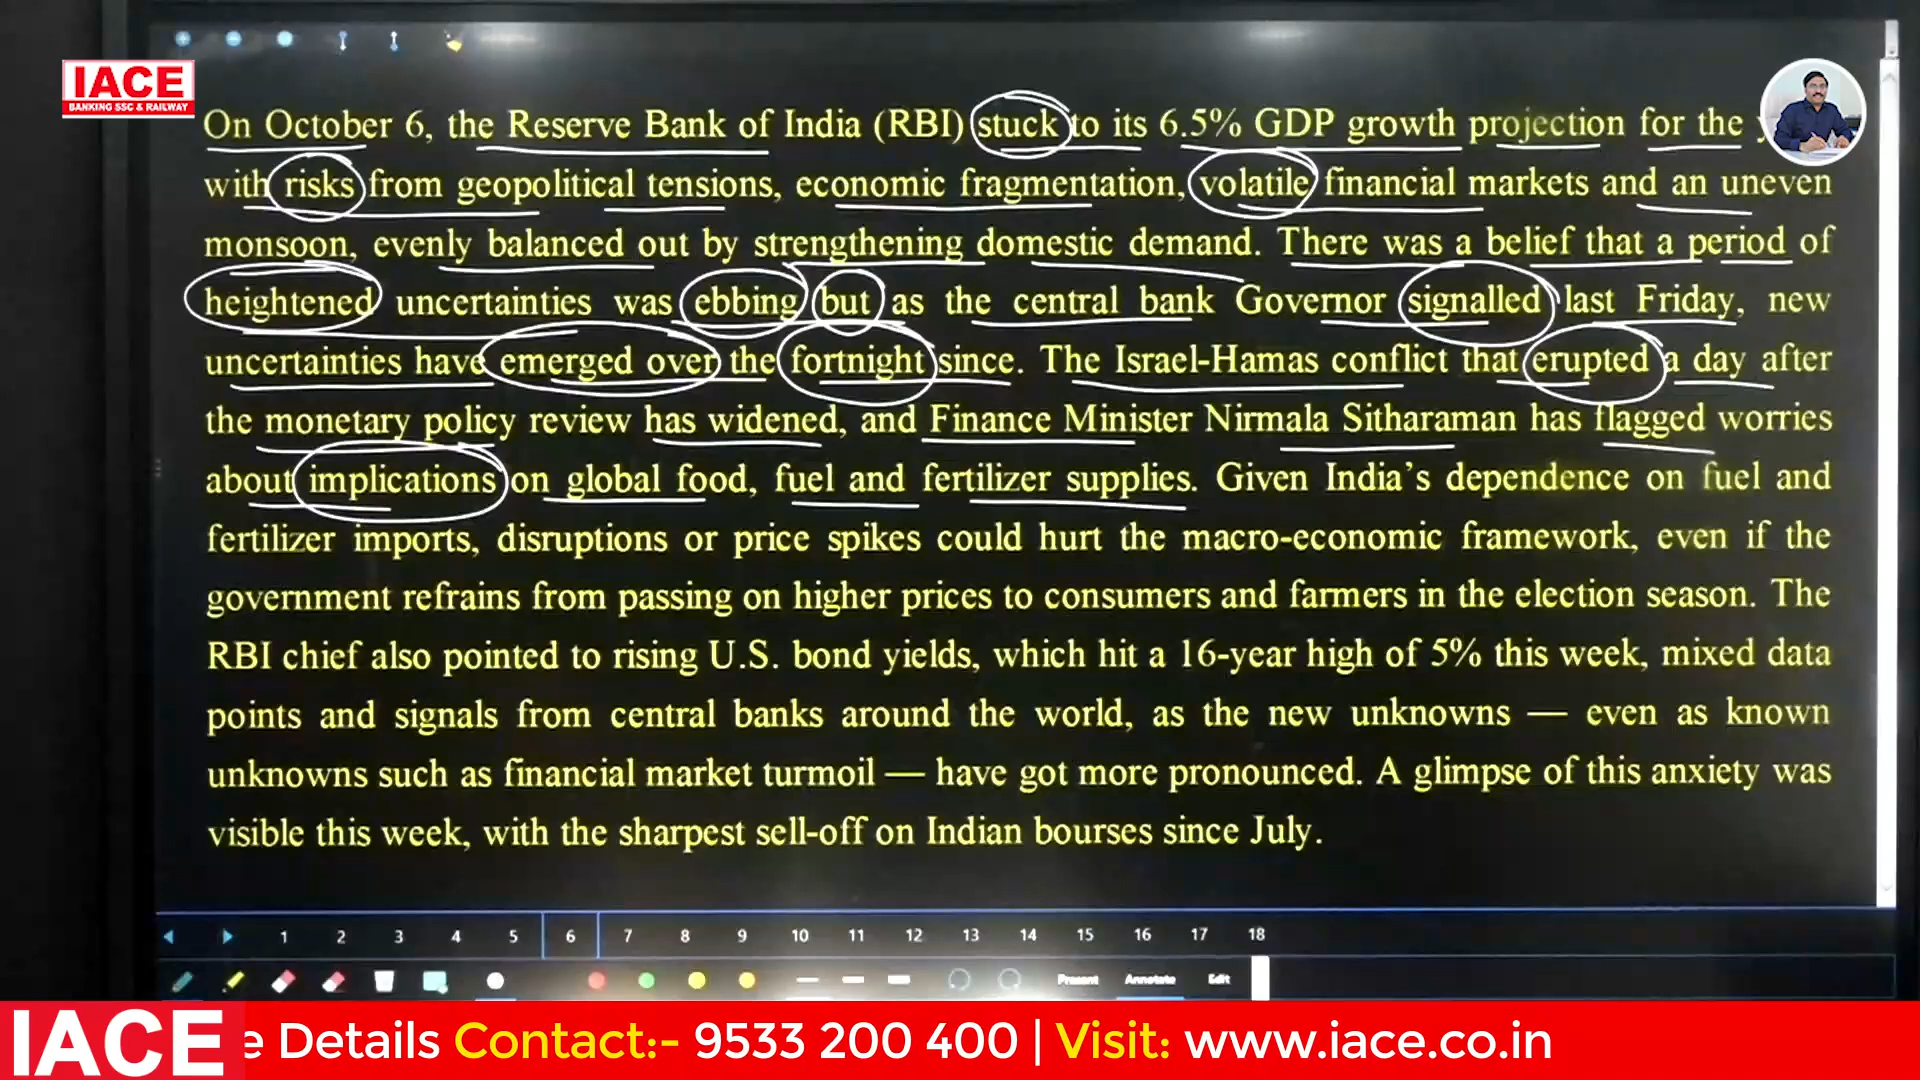 IACE
BANKING SSC & RAILWAY
On October 6, the Reserve Bank of India (RBI) stuck to its 6.5% GDP growth projection for the
with risks from geopolitical tensions, economic fragmentation, volatile financial markets and an uneven
monsoon, evenly balanced out by strengthening domestic demand. There was a belief that a period of
heightened uncertainties was ebbing but as the central bank Governor signalled last Friday, new
uncertainties have emerged over the fortnight since. The Israel-Hamas conflict that erupted a day after
the monetary policy review has widened, and Finance Minister Nirmala Sitharaman has flagged worries
about implications on global food, fuel and fertilizer supplies. Given India’s dependence on fuel and
fertilizer imports, disruptions or price spikes could hurt the macro-economic framework, even if the
government refrains from passing on higher prices to consumers and farmers in the election season. The
RBI chief also pointed to rising U.S. bond yields, which hit a 16-year high of 5% this week, mixed data
points and signals from central banks around the world, as the new unknowns — even as known
unknowns such as financial market turmoil — have got more pronounced. A glimpse of this anxiety was
visible this week, with the sharpest sell-off on Indian bourses since July.
1 2 3 4 5 6 7 8 9 10 11 12 13 14 15 16 17 18
Present Annotate Edit
IACE e Details Contact:- 9533 200 400 | Visit: www.iace.co.in